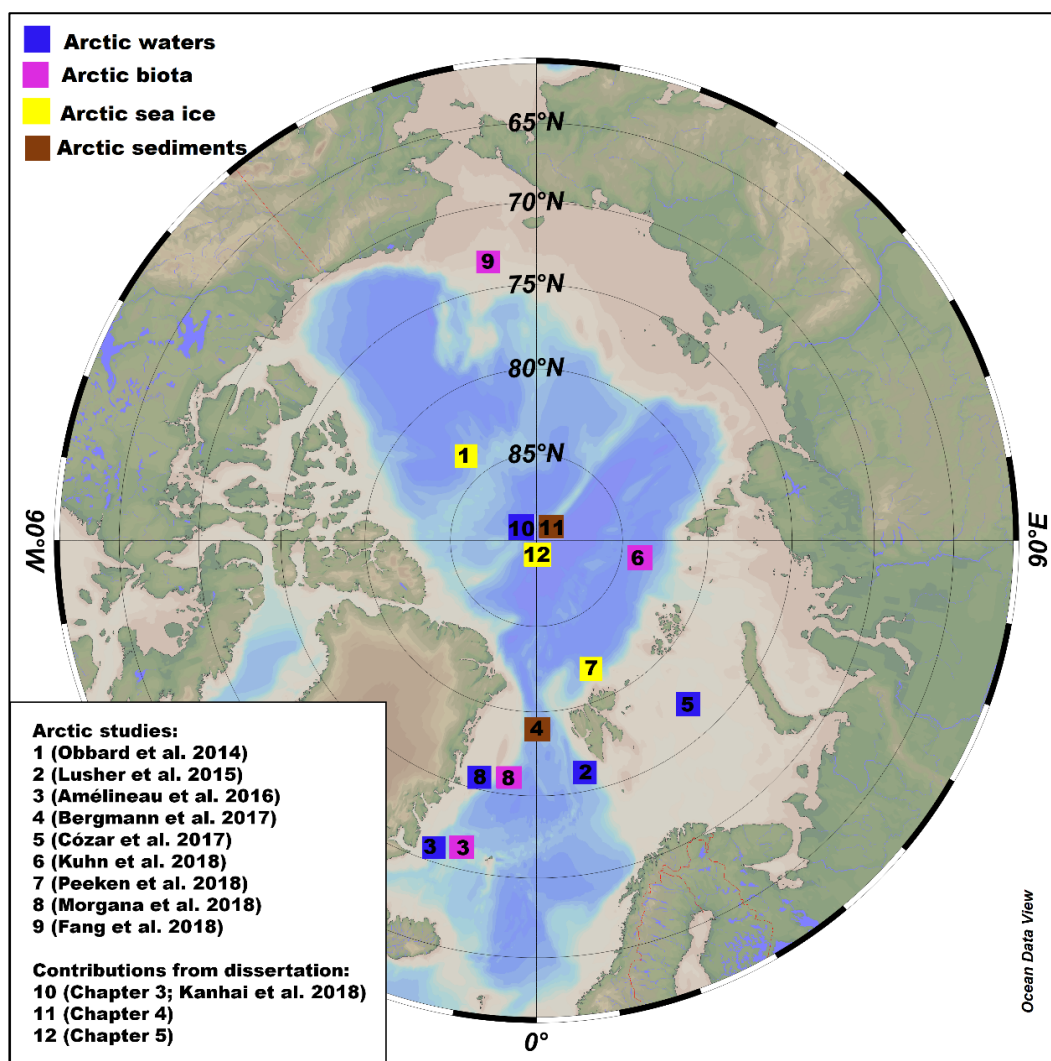 Arctic waters
Arctic biota
Arctic sea ice
Arctic sediments
65°N
70°N
9
75°N
80°N
85°N
1
10
11
12
6
90°W
90°E
7
5
4
8
8
2
3
3
Arctic studies:
1 (Obbard et al. 2014)
2 (Lusher et al. 2015)
3 (Amélineau et al. 2016)
4 (Bergmann et al. 2017)
5 (Cózar et al. 2017)
6 (Kuhn et al. 2018)
7 (Peeken et al. 2018)
8 (Morgana et al. 2018)
9 (Fang et al. 2018)
Contributions from dissertation:
10 (Chapter 3; Kanhai et al. 2018)
11 (Chapter 4)
12 (Chapter 5)
0°
Ocean Data View